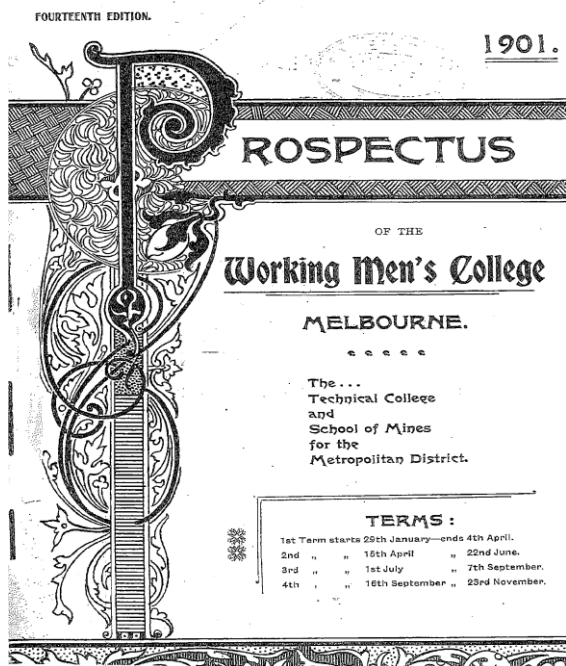 FOURTEENTH EDITION.
1901.
PROSPECTUS
OF THE
Working Men's College
MELBOURNE.
The...
Technical College
and
School of Mines
for the
Metropolitan District.
TERMS:
1st Term starts 29th January—ends 4th April.
2nd „ „ 15th April „ 22nd June.
3rd „ „ 1st July „ 7th September.
4th „ „ 16th September „ 23rd November.